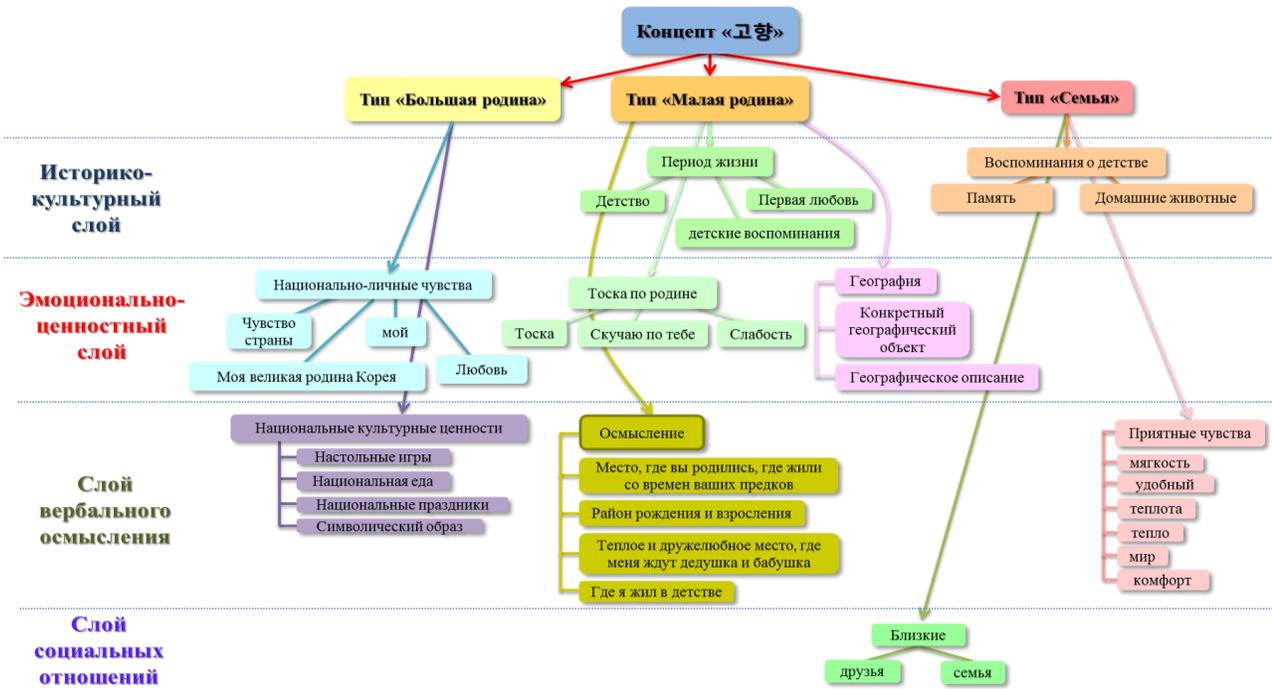 Концепт «고향»
Тип «Большая родина»
Тип «Малая родина»
Тип «Семья»
Историко-
культурный
слой
Период жизни
Детство
Первая любовь
детские воспоминания
Воспоминания о детстве
Память
Домашние животные
Эмоционально-
ценностный
слой
Национально-личные чувства
Чувство
страны
мой
Моя великая родина Корея
Любовь
Тоска по родине
Тоска
Скучаю по тебе
Слабость
География
Конкретный
географический
объект
Географическое описание
Слой
вербального
осмысления
Национальные культурные ценности
Настольные игры
Национальная еда
Национальные праздники
Символический образ
Осмысление
Место, где вы родились, где жили
со времен ваших предков
Район рождения и взросления
Теплое и дружелюбное место, где
меня ждут дедушка и бабушка
Где я жил в детстве
Приятные чувства
мягкость
удобный
теплота
тепло
мир
комфорт
Слой
социальных
отношений
Близкие
друзья
семья